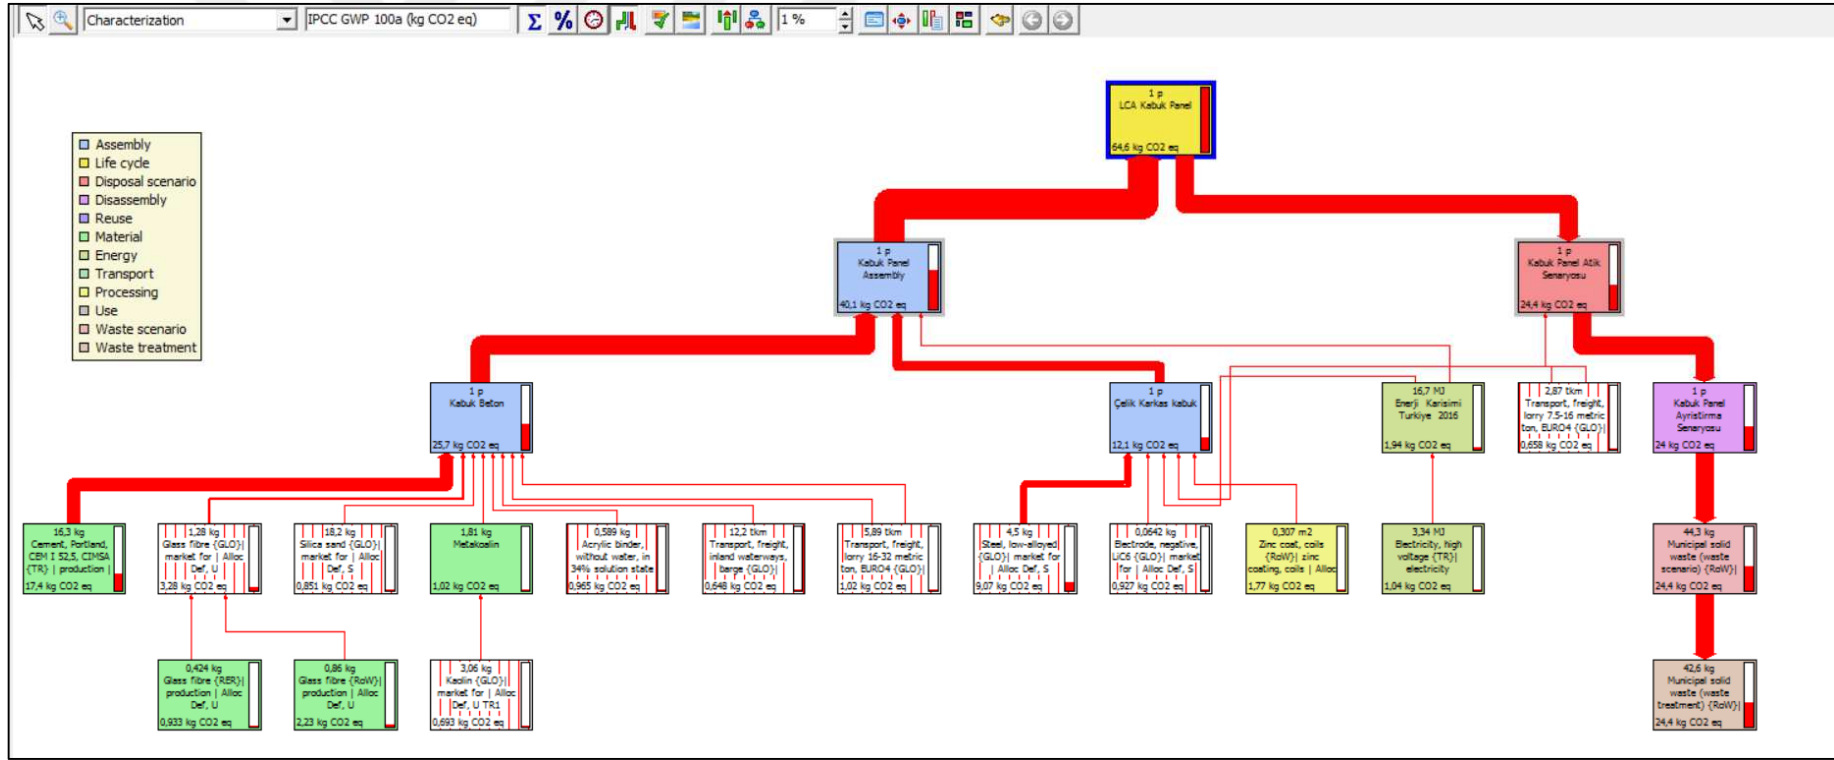 Characterization
IPCC GWP 100a (kg CO2 eq)
Σ
%
1 %
Assembly
Life cycle
Disposal scenario
Disassembly
Reuse
Material
Energy
Transport
Processing
Use
Waste scenario
Waste treatment
1 p
LCA Kabuk Panel
64,6 kg CO2 eq
1 p
Kabuk Panel
Assembly
40,1 kg CO2 eq
1 p
Kabuk Panel Atik
Senaryosu
24,4 kg CO2 eq
1 p
Kabuk Beton
25,7 kg CO2 eq
1 p
Çelik Karkas kabuk
12,1 kg CO2 eq
16,7 MJ
Enerji Karisimi
Turkiye 2016
1,94 kg CO2 eq
2,87 tkm
Transport, freight,
lorry 7.5-16 metric
ton, EURO4 {GLO}|
0,658 kg CO2 eq
1 p
Kabuk Panel
Ayristirma
Senaryosu
24 kg CO2 eq
16,3 kg
Cement, Portland,
CEM I 52,5, CIMSA
{TR} | production |
17,4 kg CO2 eq
1,28 kg
Glass fibre {GLO}|
market for | Alloc
Def, U
3,28 kg CO2 eq
18,2 kg
Silica sand {GLO}|
market for | Alloc
Def, S
0,851 kg CO2 eq
1,81 kg
Metakoalin
1,02 kg CO2 eq
0,589 kg
Acrylic binder,
without water, in
34% solution state
0,965 kg CO2 eq
12,2 tkm
Transport, freight,
inland waterways,
barge {GLO}|
0,648 kg CO2 eq
5,89 tkm
Transport, freight,
lorry 16-32 metric
ton, EURO4 {GLO}|
1,02 kg CO2 eq
4,5 kg
Steel, low-alloyed
{GLO}| market for
| Alloc Def, S
9,07 kg CO2 eq
0,0642 kg
Electrode, negative,
LiC6 {GLO}| market
for | Alloc Def, S
0,927 kg CO2 eq
0,307 m2
Zinc coat, coils
{RoW}| zinc
coating, coils | Alloc
1,77 kg CO2 eq
3,34 MJ
Electricity, high
voltage {TR}|
electricity
1,04 kg CO2 eq
44,3 kg
Municipal solid
waste (waste
scenario) {RoW}|
24,4 kg CO2 eq
0,424 kg
Glass fibre {RER}|
production | Alloc
Def, U
0,933 kg CO2 eq
0,86 kg
Glass fibre {RoW}|
production | Alloc
Def, U
2,23 kg CO2 eq
3,06 kg
Kaolin {GLO}|
market for | Alloc
Def, U TR1
0,693 kg CO2 eq
42,6 kg
Municipal solid
waste (waste
treatment) {RoW}|
24,4 kg CO2 eq